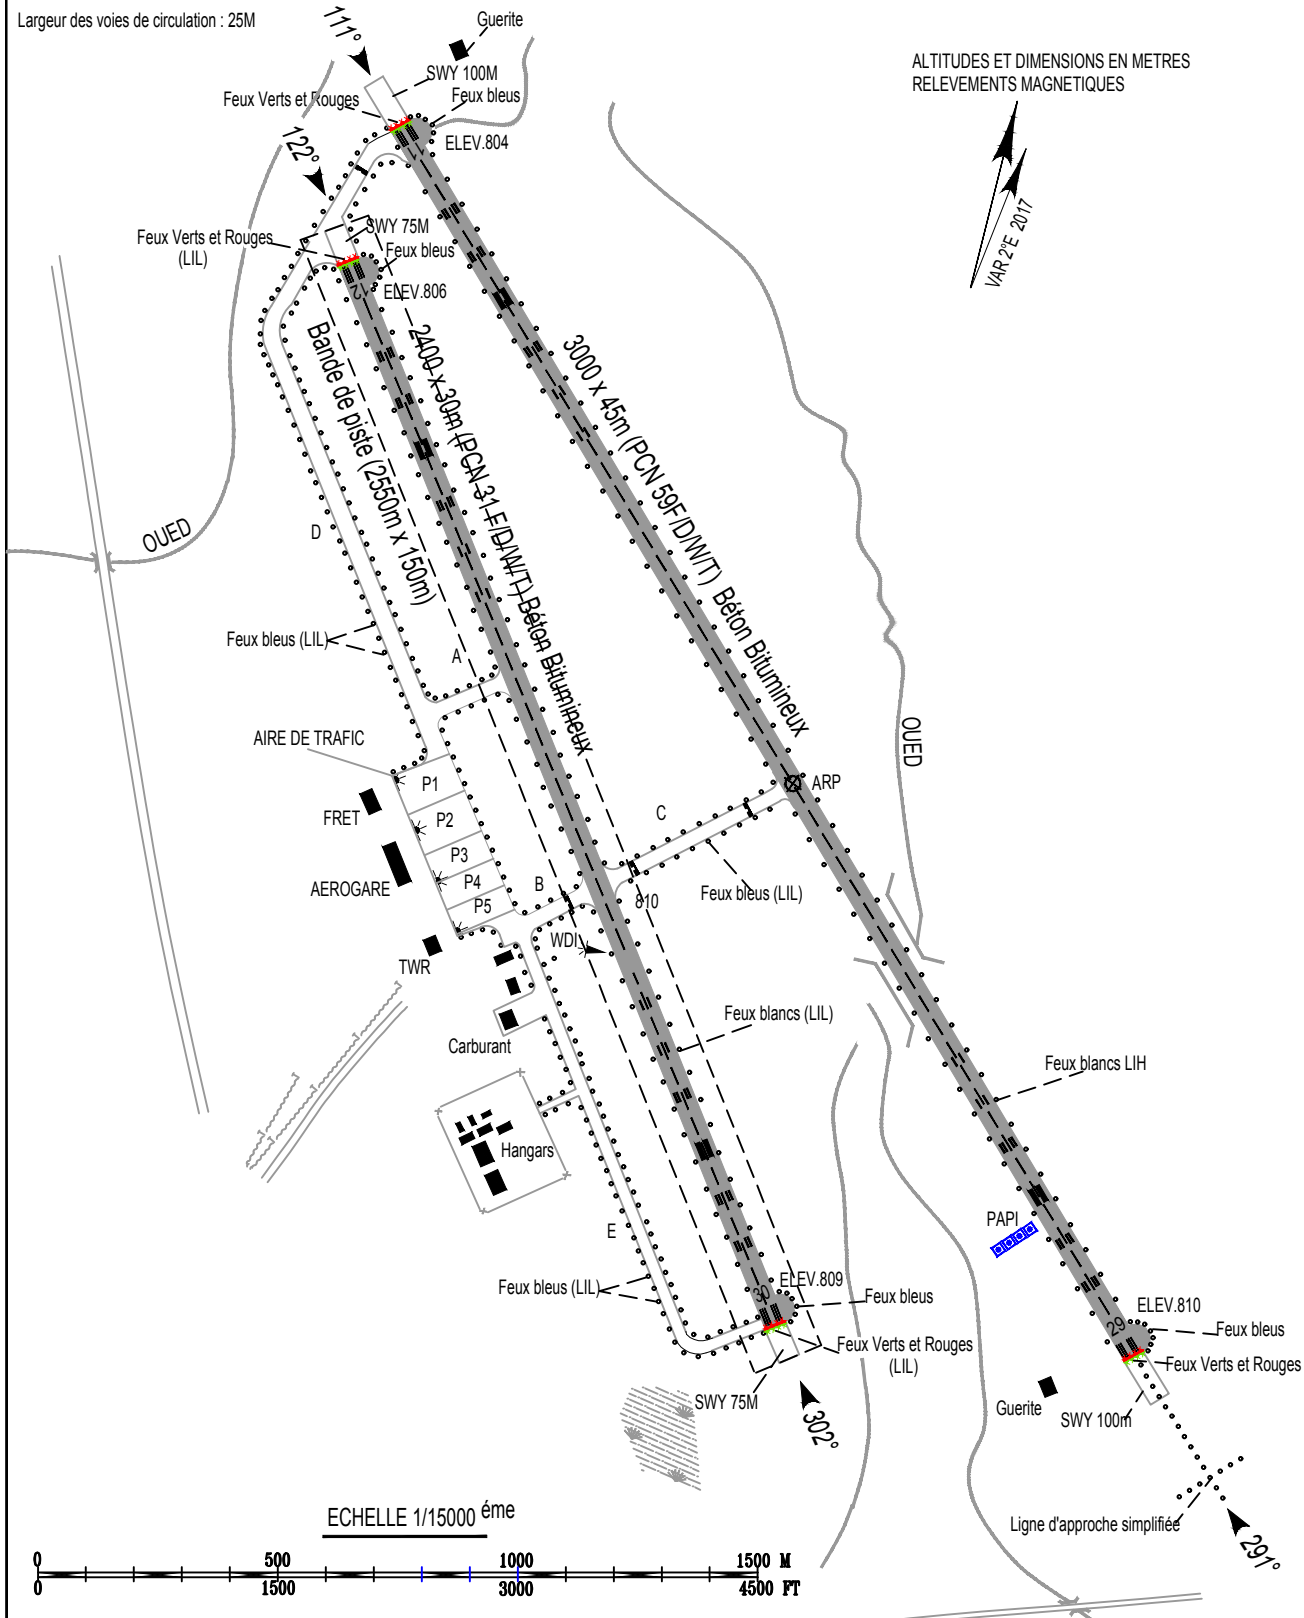 Largeur des voies de circulation : 25M
111°
Guerite
SWY 100M
Feux Verts et Rouges
Feux bleus
ELEV.804
11
ALTITUDES ET DIMENSIONS EN METRES
RELEVEMENTS MAGNETIQUES
VAR 2°E 2017
122°
SWY 75M
Feux Verts et Rouges
(LIL)
Feux bleus
12
ELEV.806
Bande de piste (2550m x 150m)
2400 x 30m (PCN 31 F/D/W/T) Béton Bitumineux
3000 x 45m (PCN 59F/D/W/T) Béton Bitumineux
OUED
D
Feux bleus (LIL)
A
OUED
AIRE DE TRAFIC
P1
ARP
FRET
P2
C
P3
AEROGARE
P4
B
P5
810
Feux bleus (LIL)
WDI
TWR
Carburant
Feux blancs (LIL)
Feux blancs LIH
Hangars
E
PAPI
Feux bleus (LIL)
30
ELEV.809
Feux bleus
ELEV.810
29
Feux bleus
Feux Verts et Rouges
(LIL)
Feux Verts et Rouges
SWY 75M
302°
Guerite
SWY 100m
Ligne d'approche simplifiée
291°
ECHELLE 1/15000 éme
0 500 1000 1500 M
0 1500 3000 4500 FT